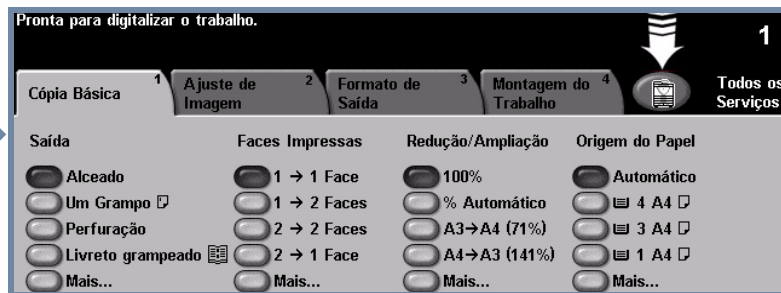 Pronta para digitalizar o trabalho.
1
Cópia Básica 1
Ajuste de Imagem 2
Formato de Saída 3
Montagem do Trabalho 4
Todos os Serviços
Saída
Alceado
Um Grampo
Perfuração
Livreto grampeado
Mais...
Faces Impressas
1 → 1 Face
1 → 2 Faces
2 → 2 Faces
2 → 1 Face
Mais...
Redução/Ampliação
100%
% Automático
A3→A4 (71%)
A4→A3 (141%)
Mais...
Origem do Papel
Automático
4 A4
3 A4
1 A4
Mais...